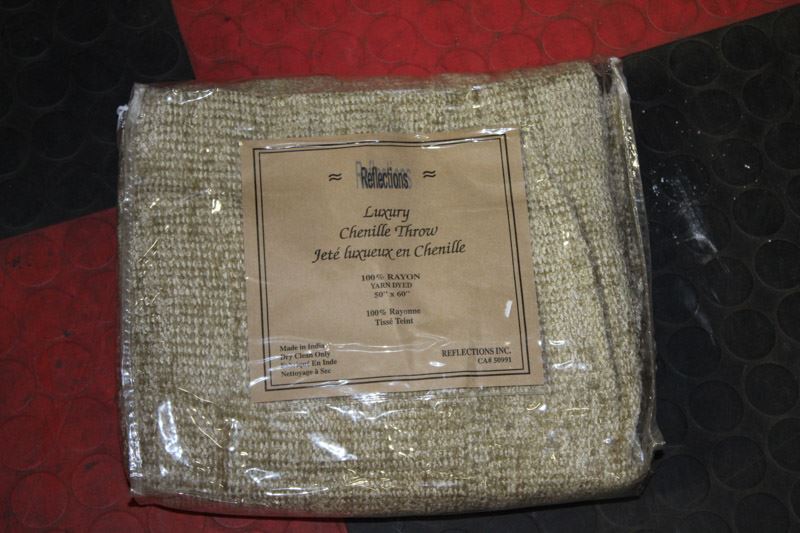 ≈ Reflections ≈
Luxury
Chenille Throw
Jeté luxueux en Chenille
100% RAYON
YARN DYED
50" x 60"
100% Rayonne
Tissé Teint
Made in India
Dry Clean Only
Fabriqué En Inde
Nettoyage à Sec
REFLECTIONS INC.
CA# 50991